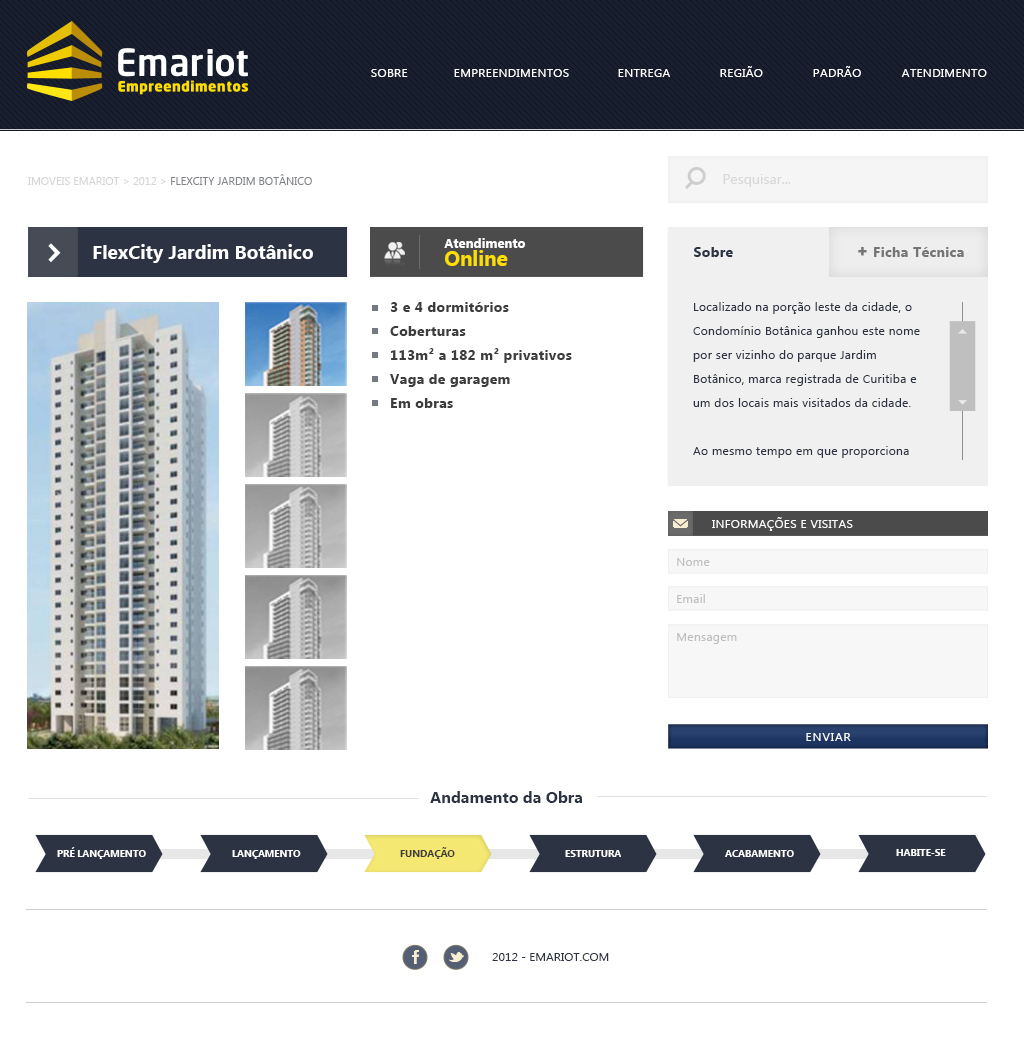 Emariot
Empreendimentos
SOBRE
EMPREENDIMENTOS
ENTREGA
REGIÃO
PADRÃO
ATENDIMENTO
IMOVEIS EMARIOT > 2012 > FLEXCITY JARDIM BOTÂNICO
Pesquisar...
FlexCity Jardim Botânico
Atendimento
Online
3 e 4 dormitórios
Coberturas
113m² a 182 m² privativos
Vaga de garagem
Em obras
Sobre
+ Ficha Técnica
Localizado na porção leste da cidade, o
Condomínio Botânica ganhou este nome
por ser vizinho do parque Jardim
Botânico, marca registrada de Curitiba e
um dos locais mais visitados da cidade.
Ao mesmo tempo em que proporciona
INFORMAÇÕES E VISITAS
Nome
Email
Mensagem
ENVIAR
Andamento da Obra
PRÉ LANÇAMENTO
LANÇAMENTO
FUNDAÇÃO
ESTRUTURA
ACABAMENTO
HABITE-SE
2012 - EMARIOT.COM